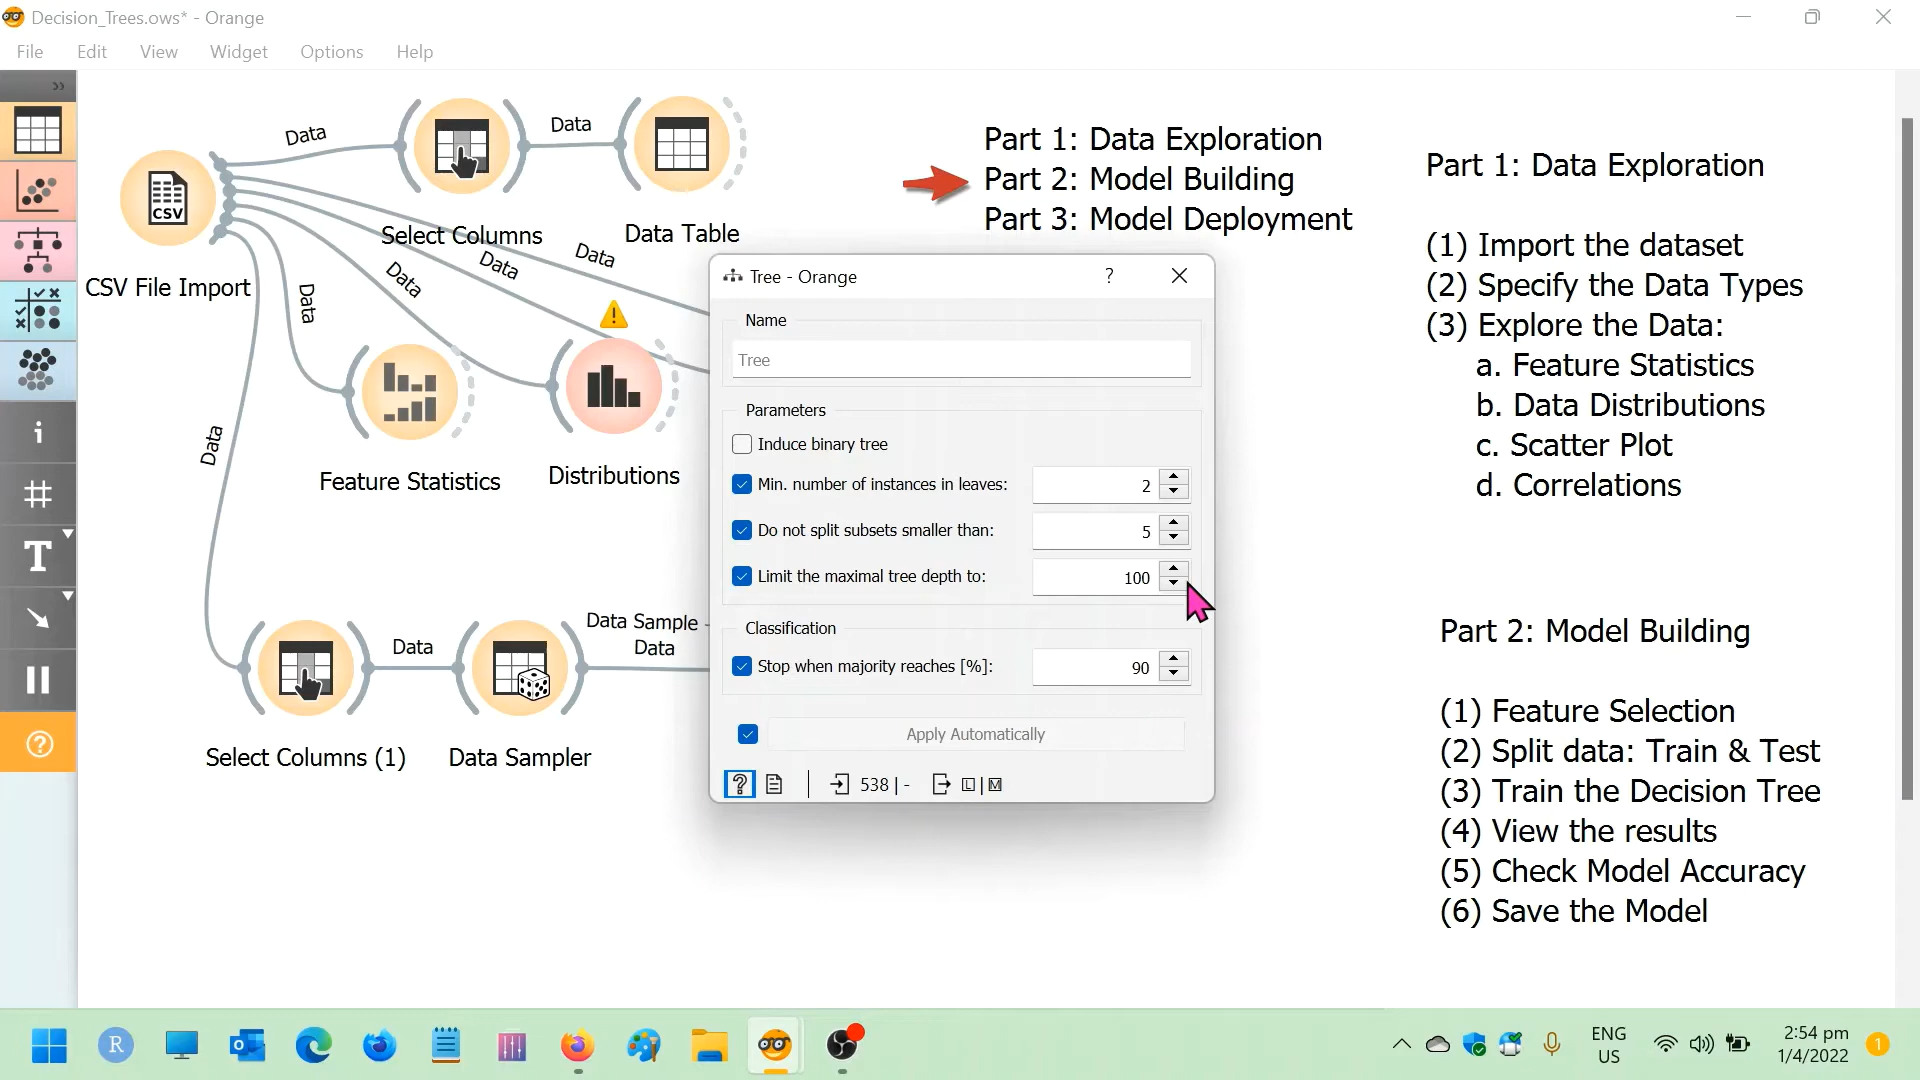 Decision_Trees.ows* - Orange
File Edit View Widget Options Help
Data
Data
CSV
CSV File Import
Select Columns
Data Table
Data
Data
Data
Data
Data
Feature Statistics
Distributions
Data
Data Sample -
Data
Select Columns (1)
Data Sampler
Part 1: Data Exploration
Part 2: Model Building
Part 3: Model Deployment
Tree - Orange
?
Name
Tree
Parameters
Induce binary tree
Min. number of instances in leaves: 2
Do not split subsets smaller than: 5
Limit the maximal tree depth to: 100
Classification
Stop when majority reaches [%]: 90
Apply Automatically
? 538 | - L | M
Part 1: Data Exploration
(1) Import the dataset
(2) Specify the Data Types
(3) Explore the Data:
a. Feature Statistics
b. Data Distributions
c. Scatter Plot
d. Correlations
Part 2: Model Building
(1) Feature Selection
(2) Split data: Train & Test
(3) Train the Decision Tree
(4) View the results
(5) Check Model Accuracy
(6) Save the Model
i
T
?
R
ENG
US
2:54 pm
1/4/2022
1